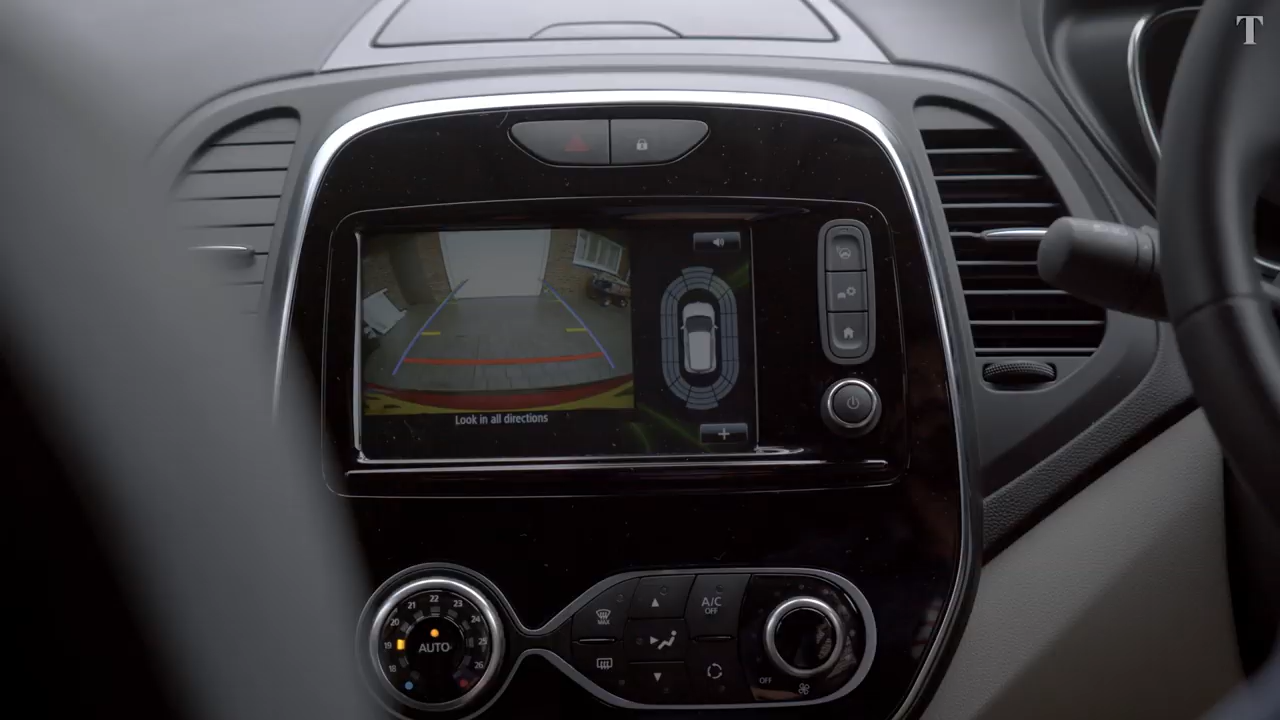 T
Look in all directions
22
21
23
20
24
19
25
18
26
AUTO
MAX
A/C
OFF
OFF